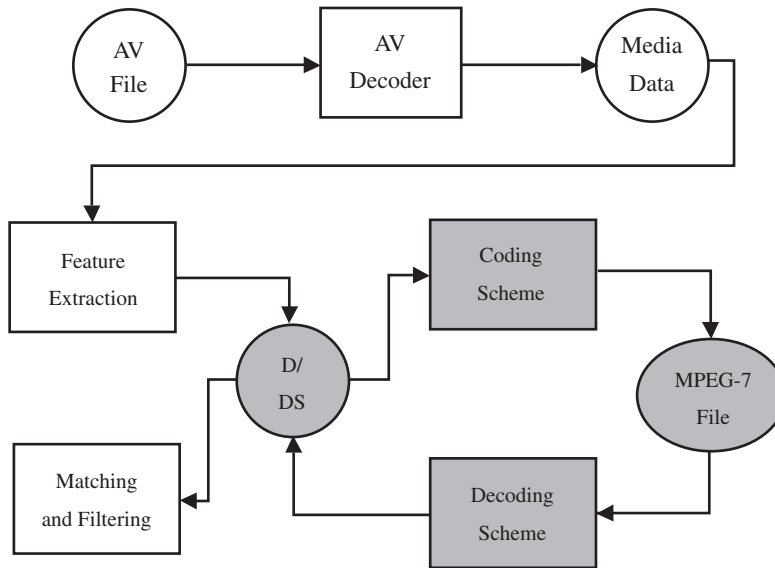 AV
File
AV
Decoder
Media
Data
Feature
Extraction
Coding
Scheme
D/
DS
MPEG-7
File
Matching
and Filtering
Decoding
Scheme